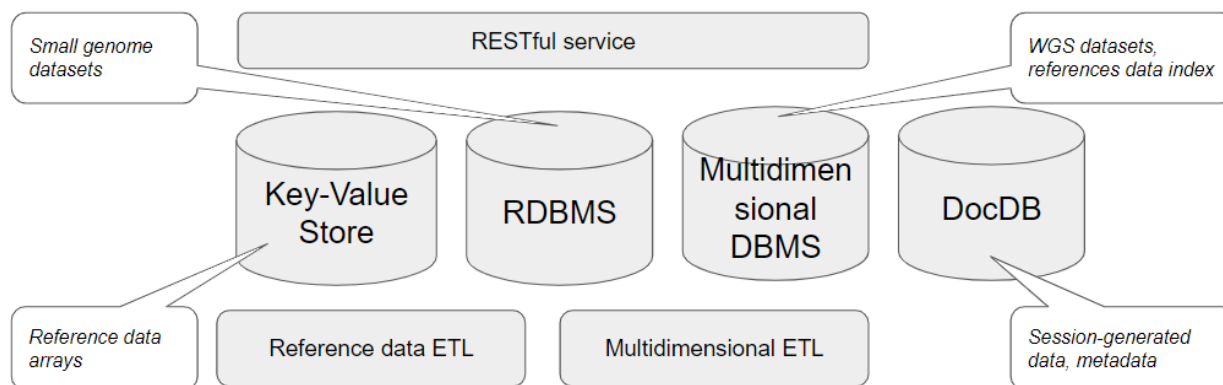 Small genome
datasets
RESTful service
WGS datasets,
references data index
Key-Value
Store
RDBMS
Multidimen
sional
DBMS
DocDB
Reference data
arrays
Reference data ETL
Multidimensional ETL
Session-generated
data, metadata